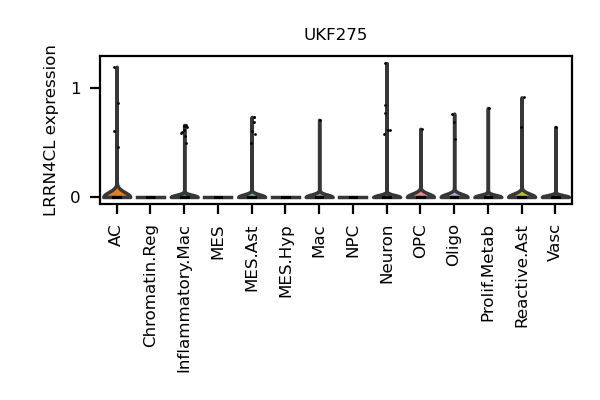 UKF275
LRRN4CL expression
1
0
AC
Chromatin.Reg
Inflammatory.Mac
MES
MES.Ast
MES.Hyp
Mac
NPC
Neuron
OPC
Oligo
Prolif.Metab
Reactive.Ast
Vasc